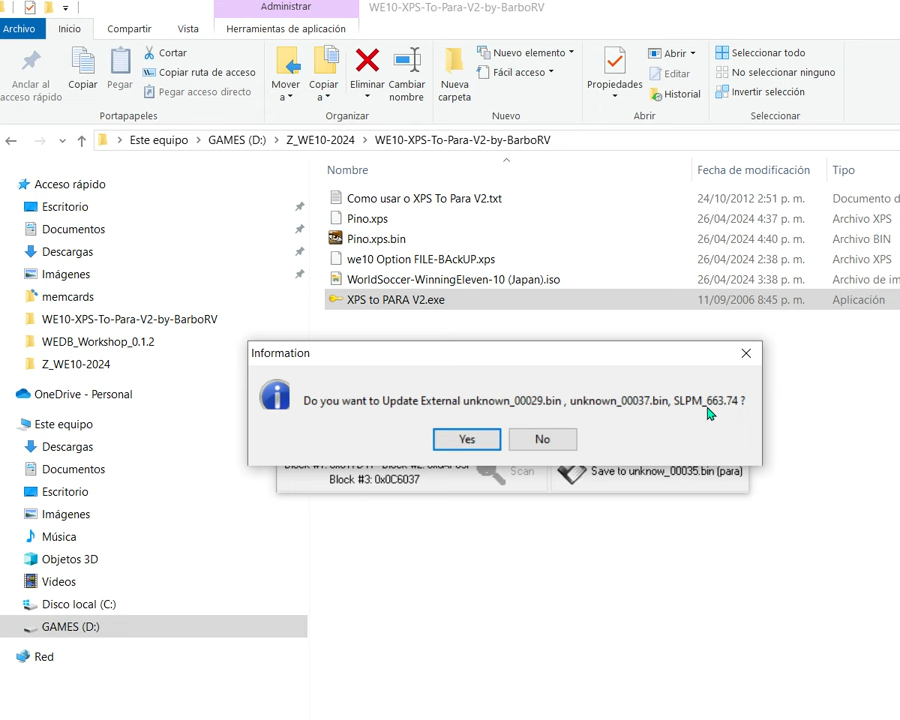 Administrar
WE10-XPS-To-Para-V2-by-BarboRV
Archivo
Inicio
Compartir
Vista
Herramientas de aplicación
Anclar al
acceso rápido
Copiar
Pegar
Cortar
Copiar ruta de acceso
Pegar acceso directo
Portapapeles
Mover
a
Copiar
a
Eliminar
Cambiar
nombre
Organizar
Nueva
carpeta
Nuevo elemento
Fácil acceso
Nuevo
Propiedades
Abrir
Editar
Historial
Abrir
Seleccionar todo
No seleccionar ninguno
Invertir selección
Seleccionar
Este equipo > GAMES (D:) > Z_WE10-2024 > WE10-XPS-To-Para-V2-by-BarboRV
Acceso rápido
Escritorio
Documentos
Descargas
Imágenes
memcards
WE10-XPS-To-Para-V2-by-BarboRV
WEDB_Workshop_0.1.2
Z_WE10-2024
OneDrive - Personal
Este equipo
Descargas
Documentos
Escritorio
Imágenes
Música
Objetos 3D
Videos
Disco local (C:)
GAMES (D:)
Red
Nombre Fecha de modificación Tipo
Como usar o XPS To Para V2.txt 24/10/2012 2:51 p. m. Documento d
Pino.xps 26/04/2024 4:37 p. m. Archivo XPS
Pino.xps.bin 26/04/2024 4:40 p. m. Archivo BIN
we10 Option FILE-BAckUP.xps 26/04/2024 2:38 p. m. Archivo XPS
WorldSoccer-WinningEleven-10 (Japan).iso 26/04/2024 3:38 p. m. Archivo de im
XPS to PARA V2.exe 11/09/2006 8:45 p. m. Aplicación
Information
Do you want to Update External unknown_00029.bin , unknown_00037.bin, SLPM_663.74 ?
Yes
No
Block #3: 0x0C6037
Scan
Save to unknow_00035.bin (para)